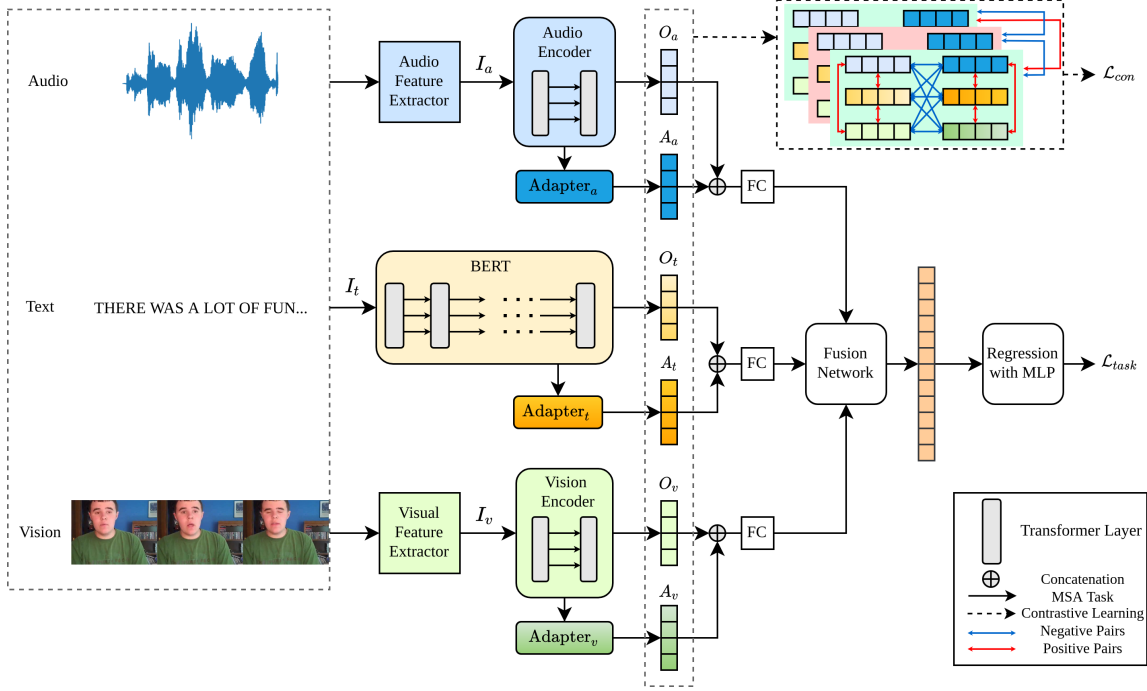 Audio
Audio
Feature
Extractor
I_a
Audio
Encoder
Adapter_a
O_a
A_a
FC
L_con
Text
THERE WAS A LOT OF FUN...
I_t
BERT
Adapter_t
O_t
A_t
FC
Fusion
Network
Regression
with MLP
L_task
Vision
Visual
Feature
Extractor
I_v
Vision
Encoder
Adapter_v
O_v
A_v
FC
Transformer Layer
Concatenation
MSA Task
Contrastive Learning
Negative Pairs
Positive Pairs